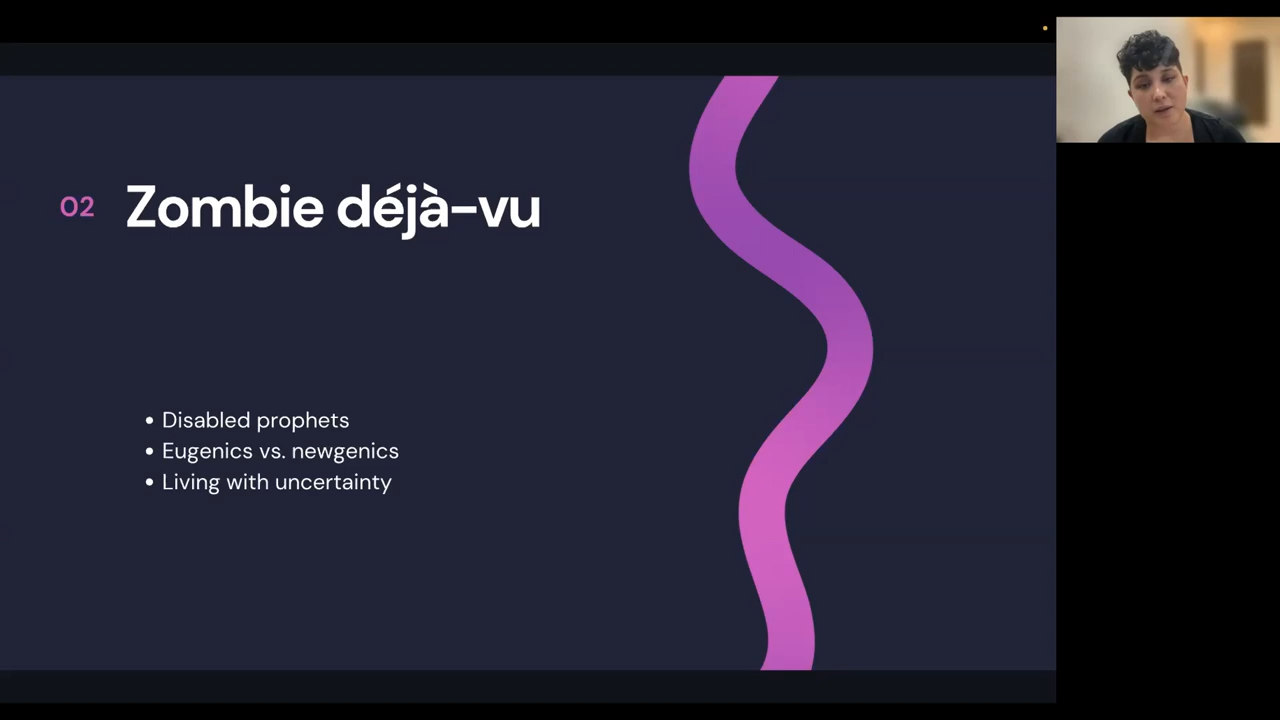 02 Zombie déjà-vu
• Disabled prophets
• Eugenics vs. newgenics
• Living with uncertainty